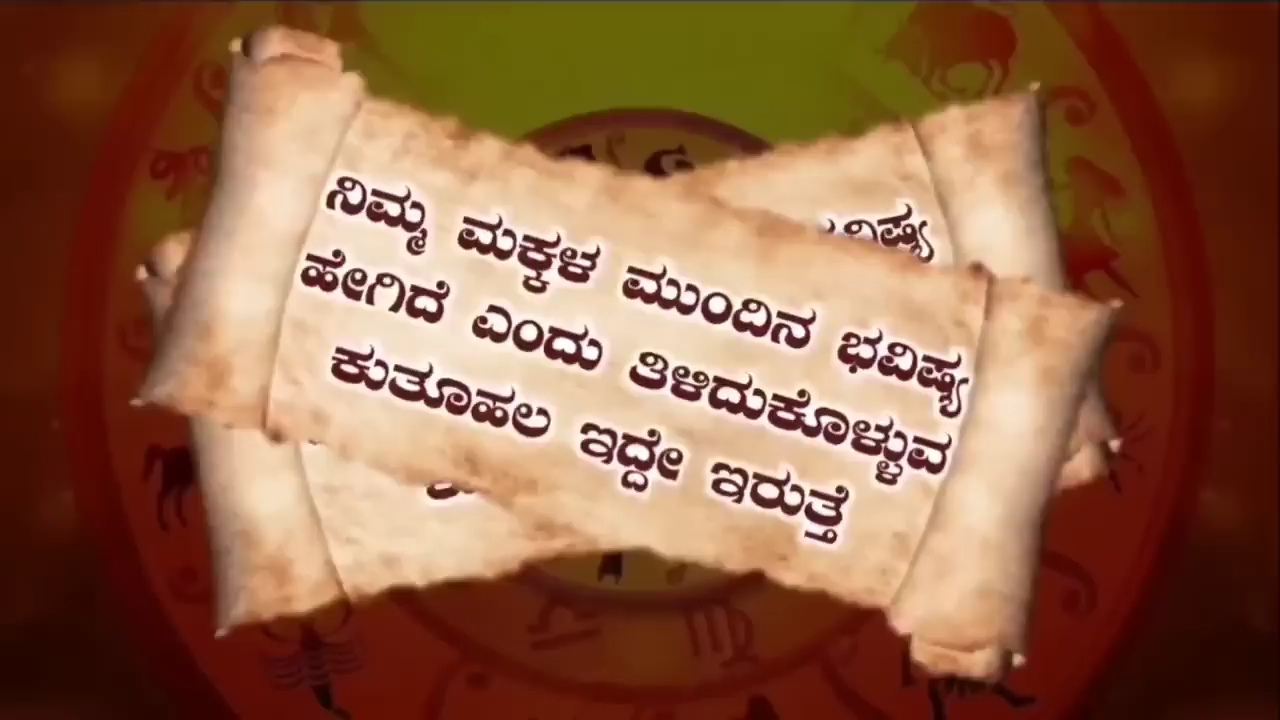 ನಿಮ್ಮ ಮಕ್ಕಳ ಮುಂದಿನ ಭವಿಷ್ಯ
ಹೇಗಿದೆ ಎಂದು ತಿಳಿದುಕೊಳ್ಳುವ
ಕುತೂಹಲ ಇದ್ದೇ ಇರುತ್ತೆ